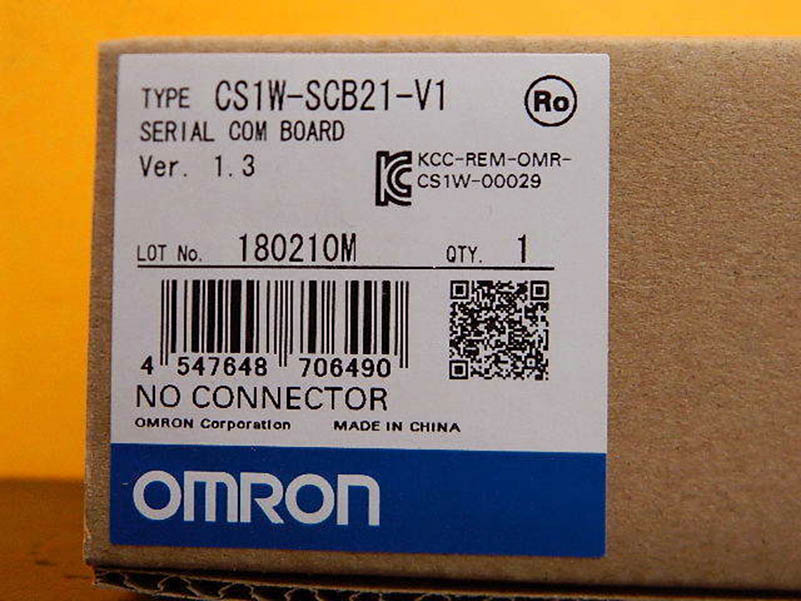 TYPE CS1W-SCB21-V1
Ro
SERIAL COM BOARD
Ver. 1.3
KCC-REM-OMR-
CS1W-00029
LOT No. 180210M QTY. 1
4 547648 706490
NO CONNECTOR
OMRON Corporation MADE IN CHINA
OMRON